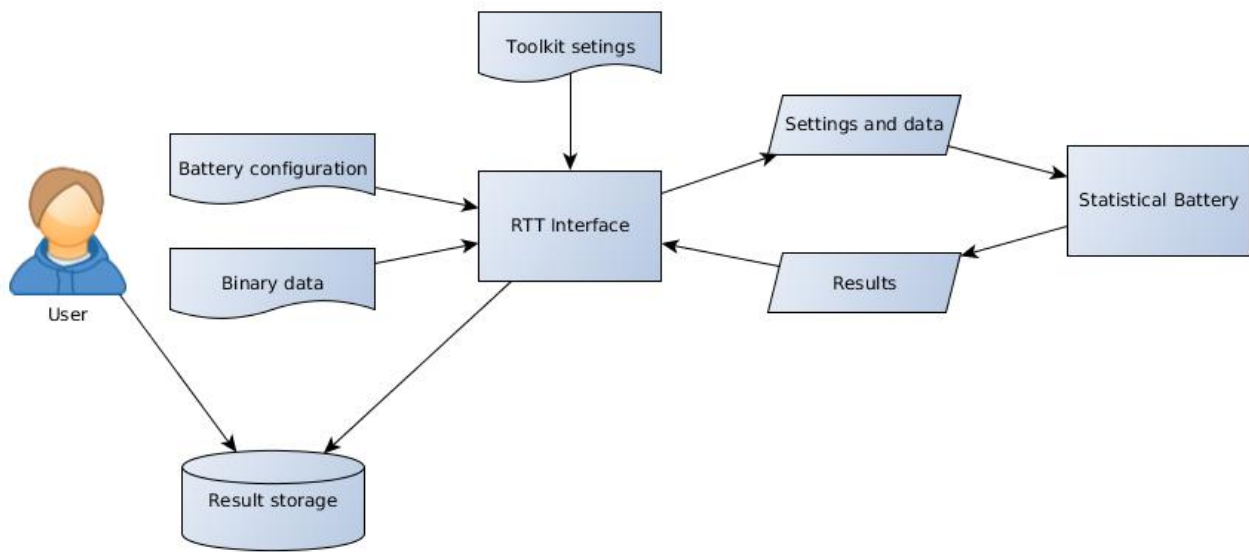 Toolkit setings
Settings and data
Battery configuration
Statistical Battery
RTT Interface
Binary data
Results
User
Result storage